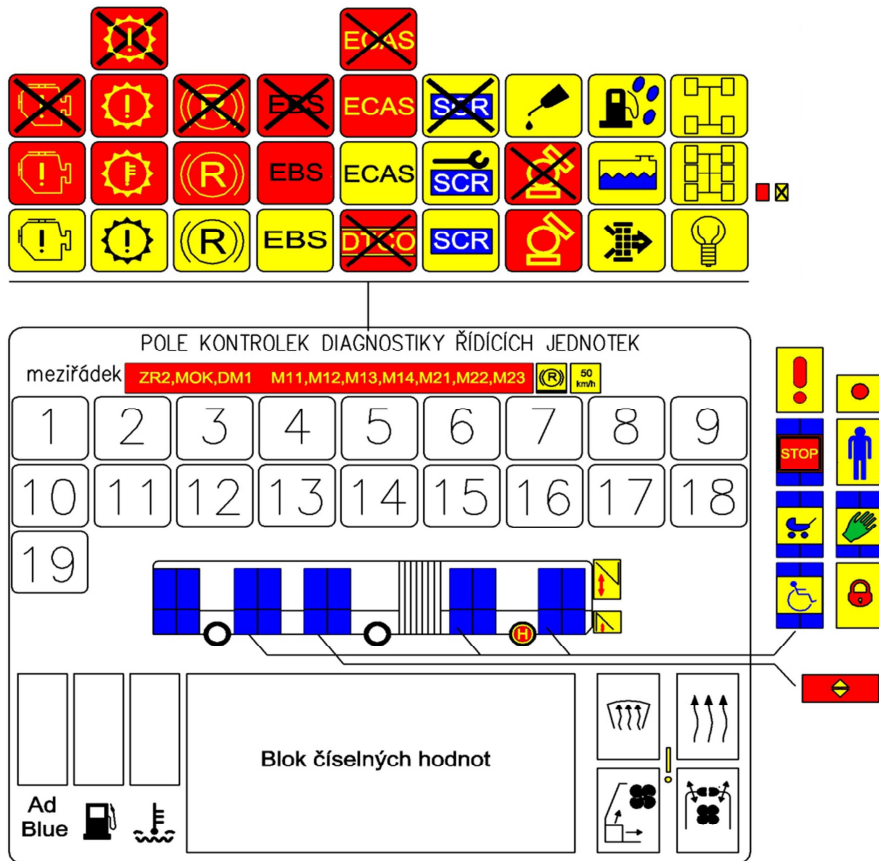 ECAS
R EBS ECAS SCR
R EBS ECAS SCR
R EBS DTCO SCR
POLE KONTROLEK DIAGNOSTIKY ŘÍDÍCÍCH JEDNOTEK
meziřádek ZR2,MOK,DM1 M11,M12,M13,M14,M21,M22,M23 R 50 km/h
1 2 3 4 5 6 7 8 9
STOP
10 11 12 13 14 15 16 17 18
19
H
Blok číselných hodnot
Ad
Blue